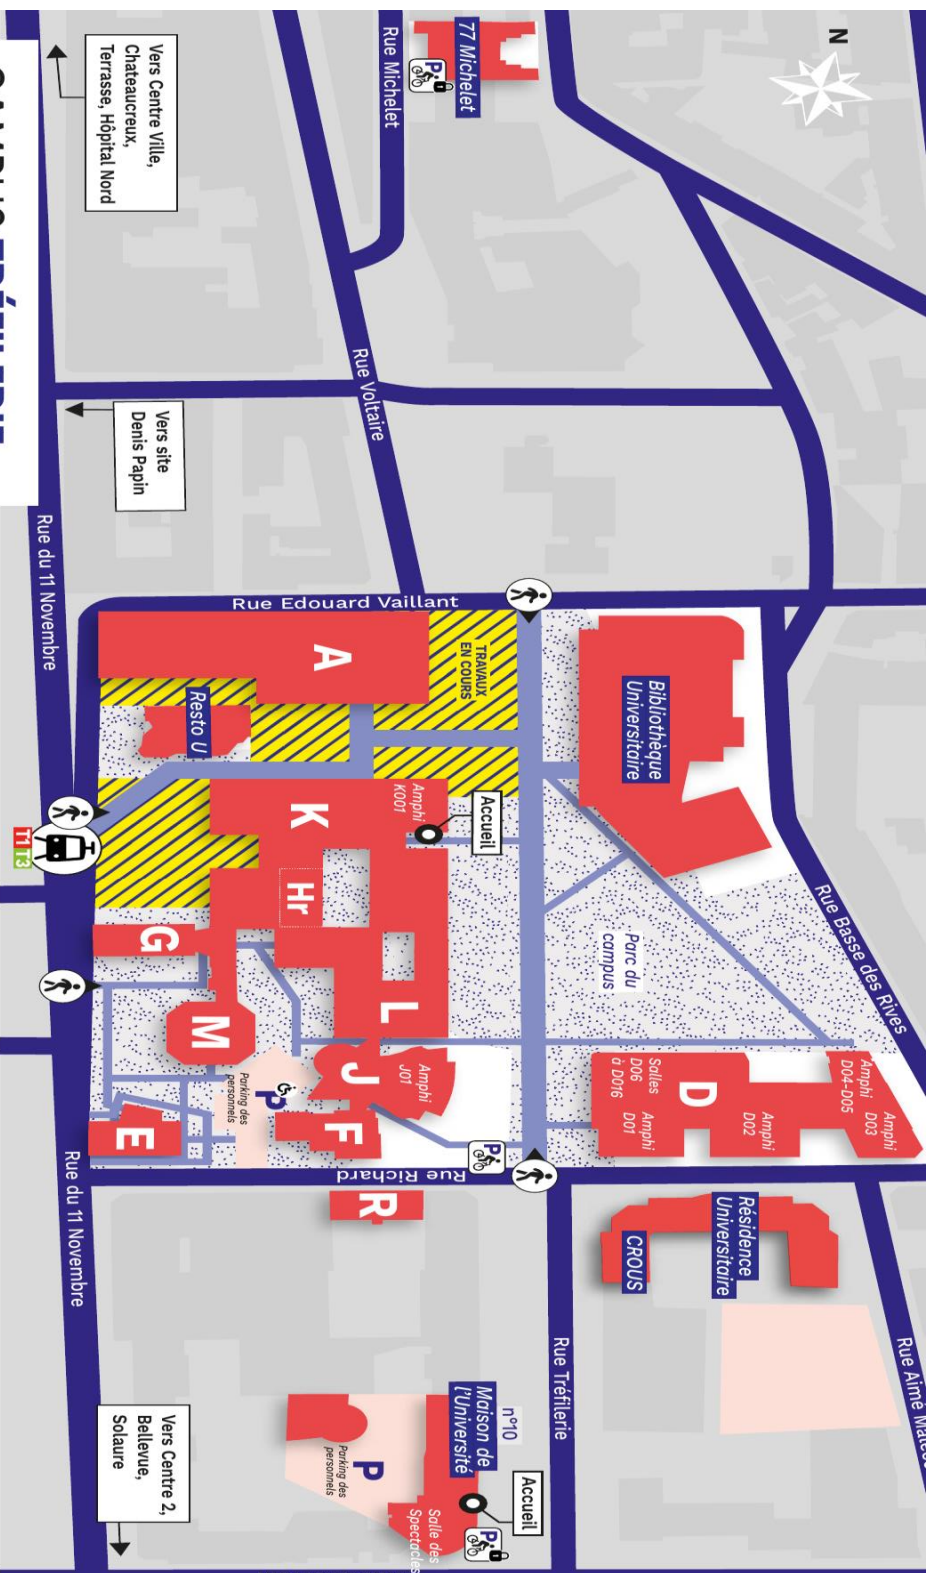 N
77 Michelet
Rue Michelet
Vers Centre Ville,
Chateaucreux,
Terrasse, Hôpital Nord
Rue Voltaire
Vers site
Denis Papin
Rue du 11 Novembre
Rue Edouard Vaillant
TRAVAUX
EN COURS
A
Resto U
Bibliothèque
Universitaire
Rue Basse des Rives
Parc du
campus
Accueil
Amphi
K001
K
Hr
G
L
M
T1 T3
Amphi
J01
J
F
P
Parking des
personnels
E
Amphi
D04-D05
Amphi
D03
D
Amphi
D02
Salles
D06
à D016
Amphi
D01
P
Rue Richard
R
Rue du 11 Novembre
Résidence
Universitaire
CROUS
Rue Tréfilerie
n°10
Maison de
l'Université
Accueil
P
Salle des
Spectacles
P
Parking des
personnels
Vers Centre 2,
Bellevue,
Solaure
Rue Aimé
P